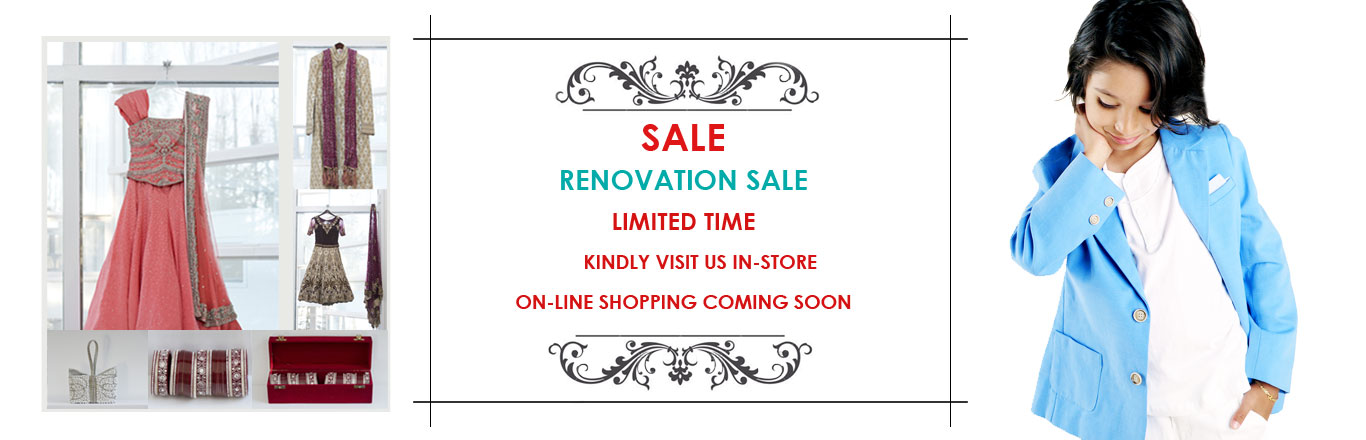 SALE
RENOVATION SALE
LIMITED TIME
KINDLY VISIT US IN-STORE
ON-LINE SHOPPING COMING SOON